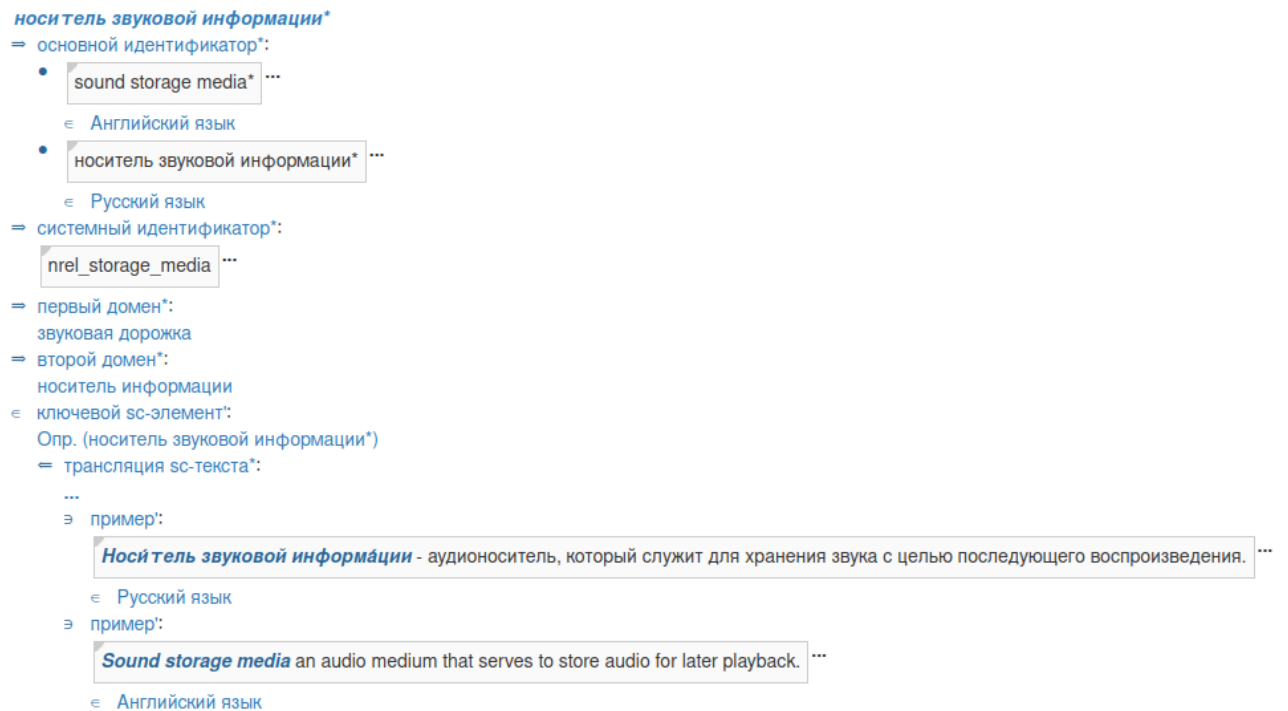 носитель звуковой информации*
⇒ основной идентификатор*:
• sound storage media* ...
∈ Английский язык
• носитель звуковой информации* ...
∈ Русский язык
⇒ системный идентификатор*:
nrel_storage_media ...
⇒ первый домен*:
звуковая дорожка
⇒ второй домен*:
носитель информации
∈ ключевой sc-элемент':
Опр. (носитель звуковой информации*)
⇐ трансляция sc-текста*:
...
∋ пример':
Носи́тель звуковой информа́ции - аудионоситель, который служит для хранения звука с целью последующего воспроизведения. ...
∈ Русский язык
∋ пример':
Sound storage media an audio medium that serves to store audio for later playback. ...
∈ Английский язык